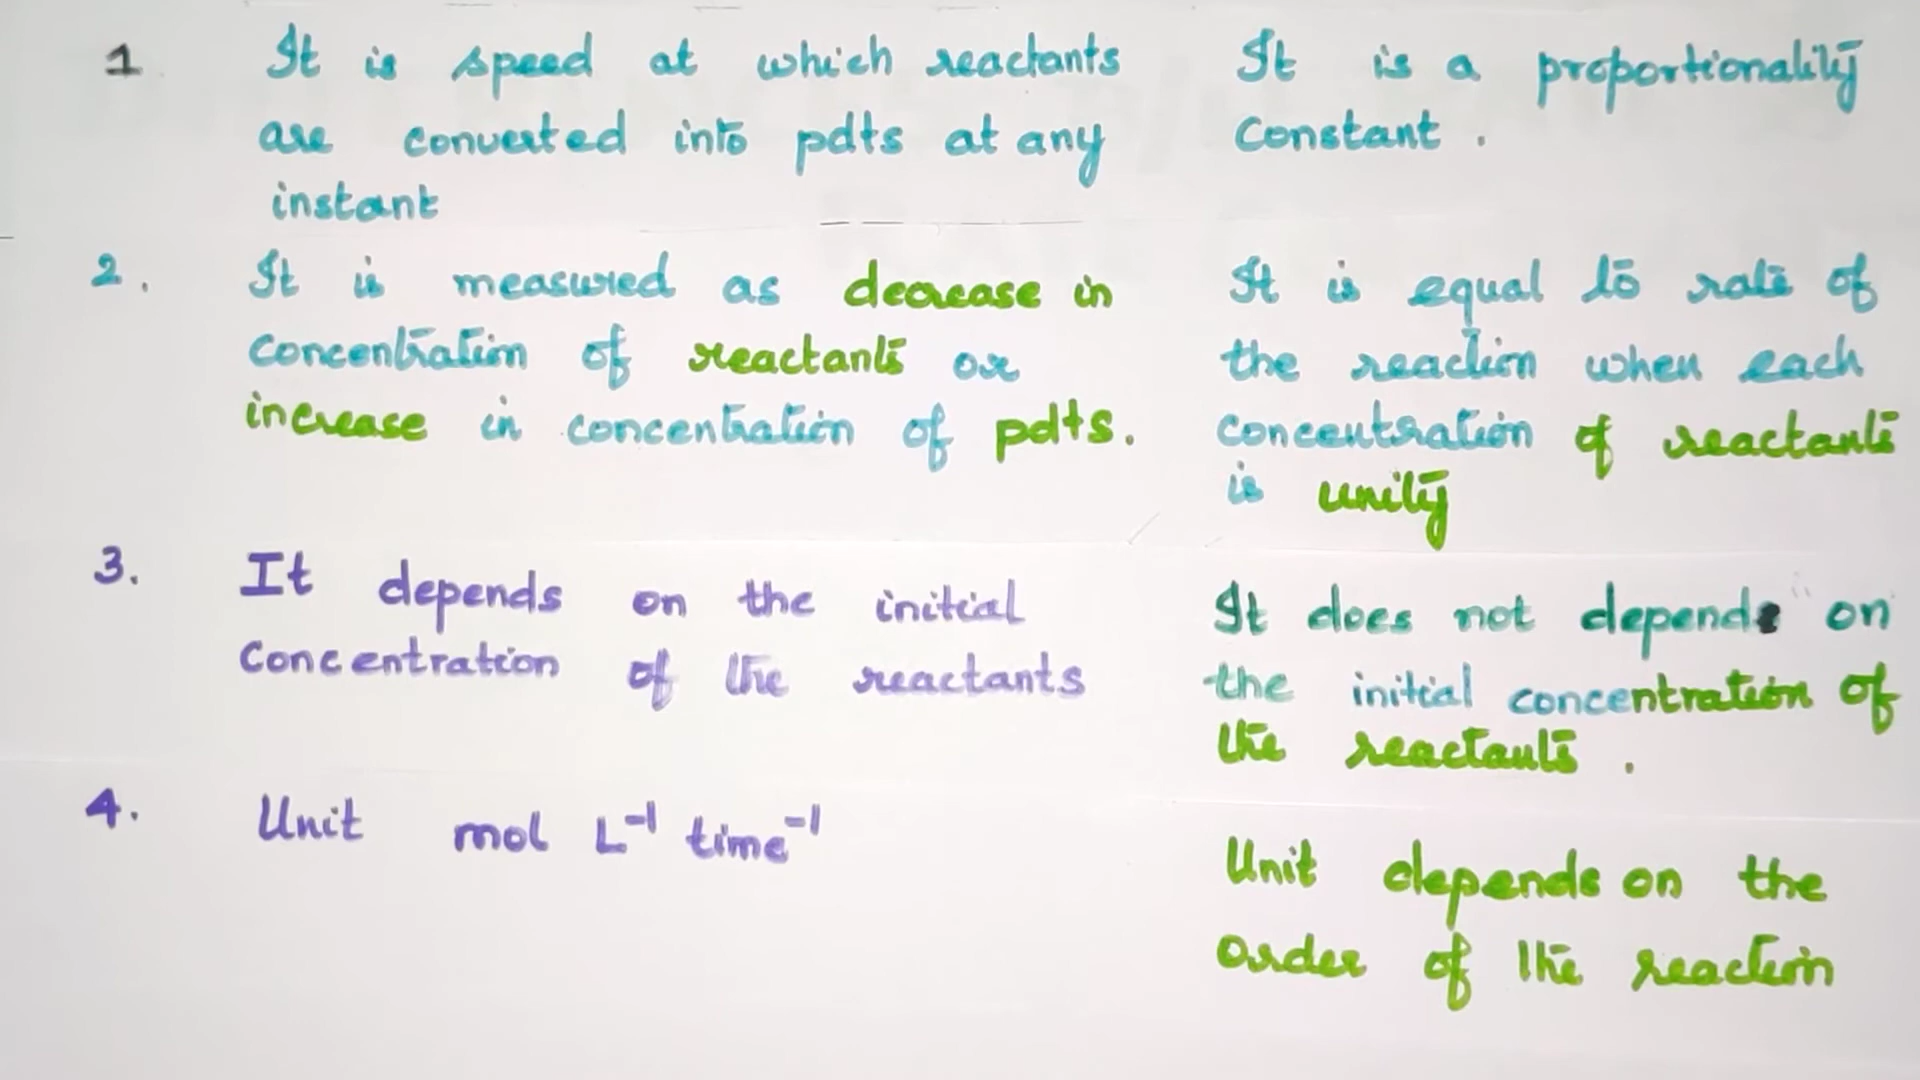 1 It is speed at which reactants
are converted into pdts at any
instant
It is a proportionality
Constant .
2. It is measured as decrease in
concentration of reactants or
increase in concentration of pdts.
It is equal to rate of
the reaction when each
concentration of reactants
is unity
3. It depends on the initial
Concentration of the reactants
It does not depend on
the initial concentration of
the reactants .
4. Unit mol L⁻¹ time⁻¹
Unit depends on the
order of the reaction